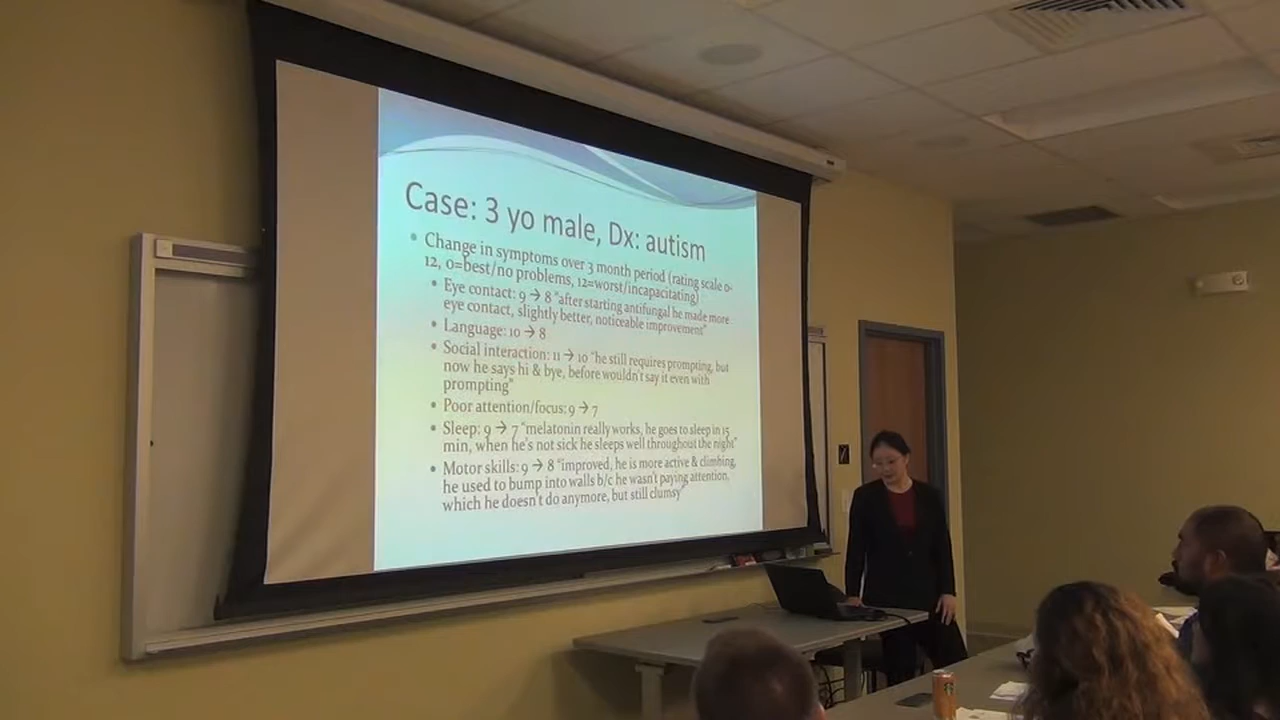 Case: 3 yo male, Dx: autism
• Change in symptoms over 3 month period (rating scale 0-
12, 0=best/no problems, 12=worst/incapacitating)
• Eye contact: 9 → 8 "after starting antifungal he made more
eye contact, slightly better, noticeable improvement"
• Language: 10 → 8
• Social interaction: 11 → 10 "he still requires prompting, but
now he says hi & bye, before wouldn't say it even with
prompting"
• Poor attention/focus: 9 → 7
• Sleep: 9 → 7 "melatonin really works, he goes to sleep in 15
min, when he's not sick he sleeps well throughout the night"
• Motor skills: 9 → 8 "improved, he is more active & climbing,
he used to bump into walls b/c he wasn't paying attention,
which he doesn't do anymore, but still clumsy"